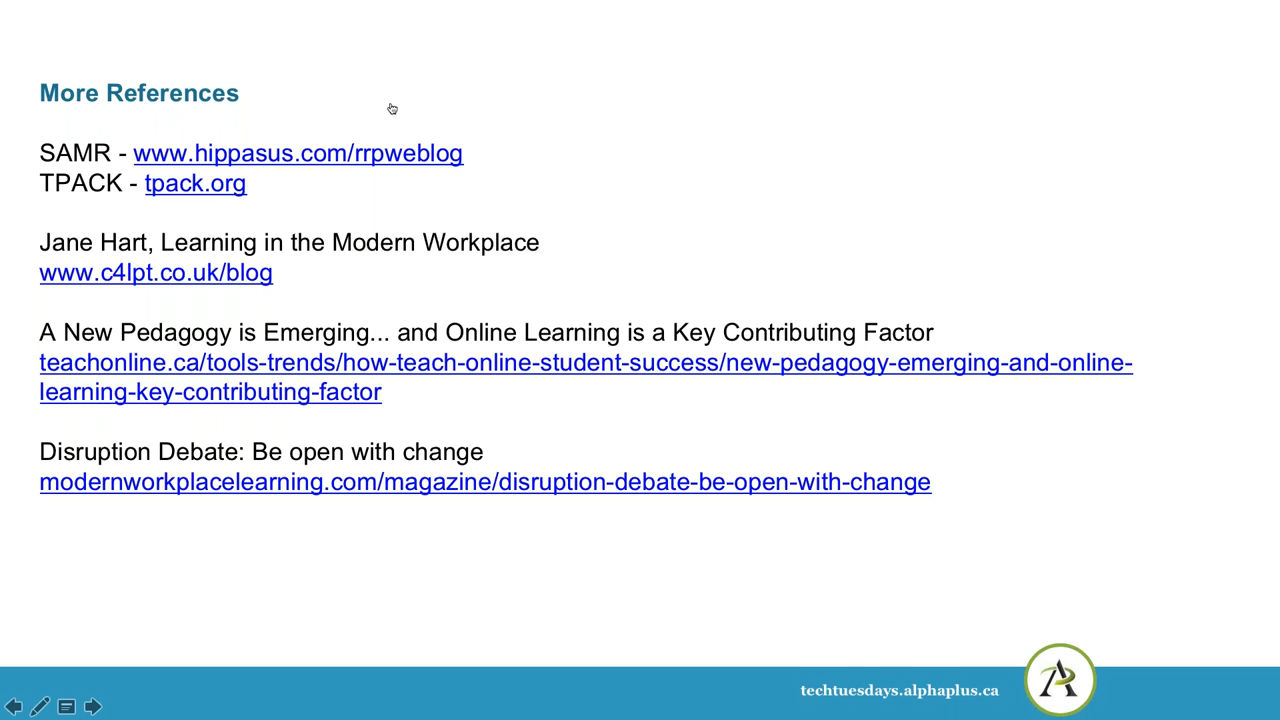 More References
SAMR - www.hippasus.com/rrpweblog
TPACK - tpack.org
Jane Hart, Learning in the Modern Workplace
www.c4lpt.co.uk/blog
A New Pedagogy is Emerging... and Online Learning is a Key Contributing Factor
teachonline.ca/tools-trends/how-teach-online-student-success/new-pedagogy-emerging-and-online-
learning-key-contributing-factor
Disruption Debate: Be open with change
modernworkplacelearning.com/magazine/disruption-debate-be-open-with-change
techtuesdays.alphaplus.ca